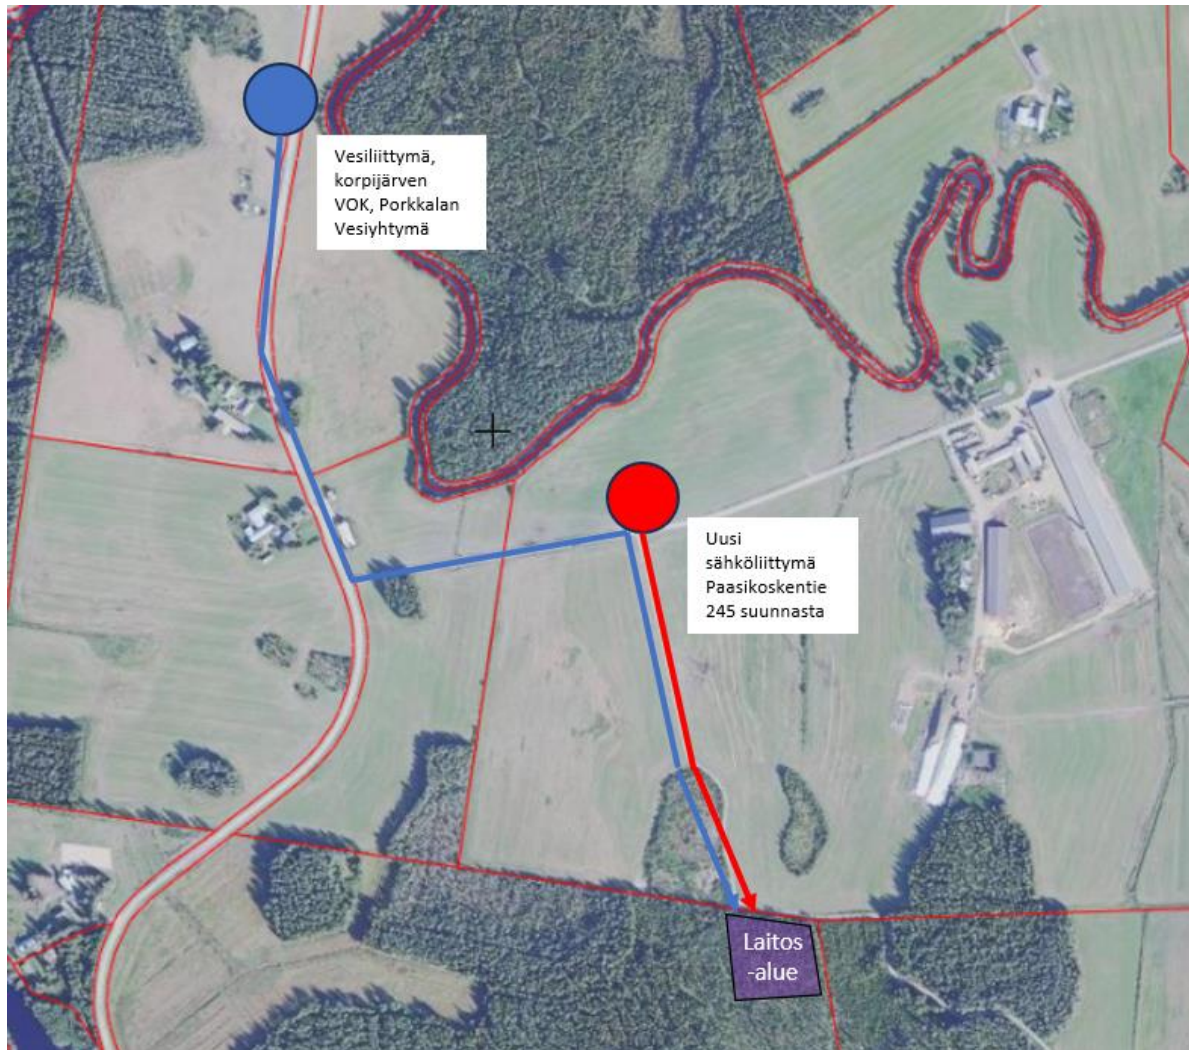 Vesiliittymä,
korpijärven
VOK, Porkkalan
Vesiyhtymä
Uusi
sähköliittymä
Paasikoskentie
245 suunnasta
Laitos
-alue